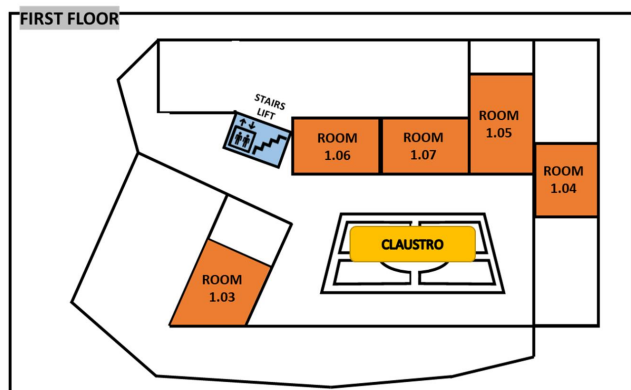 FIRST FLOOR
STAIRS
LIFT
ROOM
1.06
ROOM
1.07
ROOM
1.05
ROOM
1.04
CLAUSTRO
ROOM
1.03